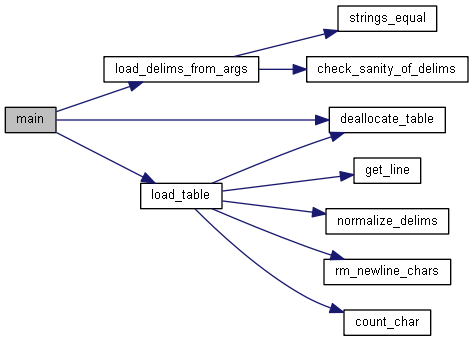 main
load_delims_from_args
load_table
strings_equal
check_sanity_of_delims
deallocate_table
get_line
normalize_delims
rm_newline_chars
count_char